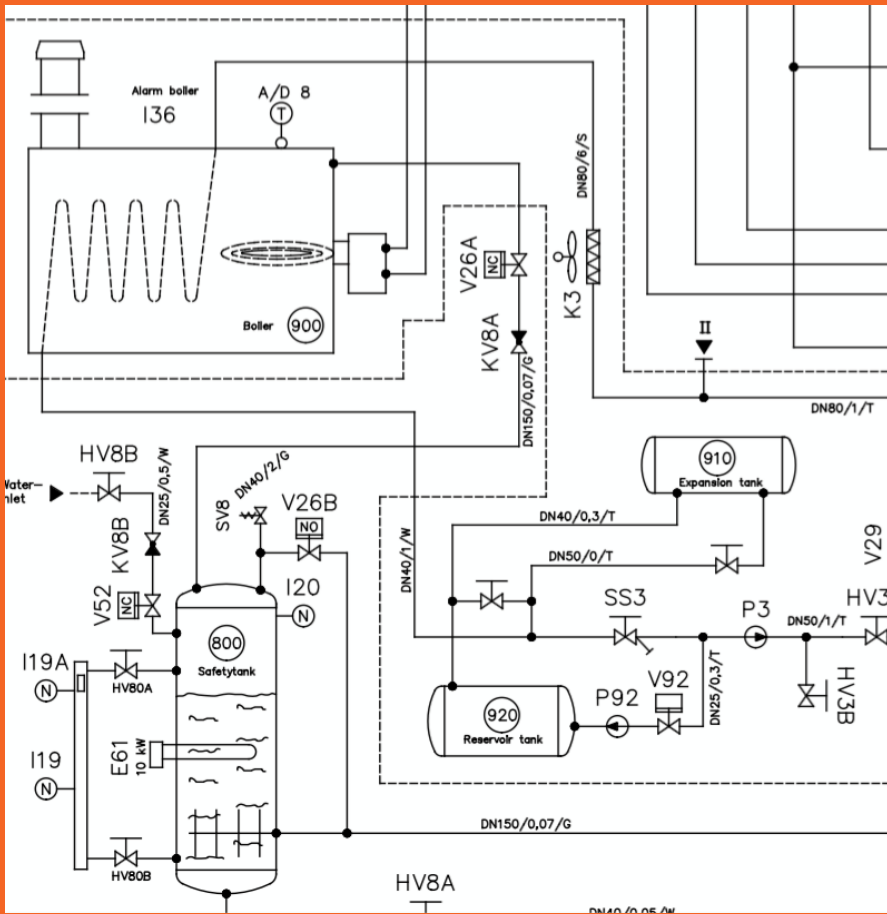 Alarm boiler
I36
A/D 8
T
DN80/6/S
V26A
NC
K3
Boiler
900
KV8A
II
DN150/0,07/G
DN80/1/T
HV8B
DN25/0,5/W
SV8
DN40/2/G
V26B
NO
910
Expansion tank
KV8B
DN40/0,3/T
DN40/1/W
DN50/0/T
V29
V52
NC
I20
N
SS3
P3
DN50/1/T
HV3
800
Safetytank
I19A
N
HV80A
DN25/0,3/T
HV3B
920
Reservoir tank
P92
V92
E61
10 kW
I19
N
DN150/0,07/G
HV80B
HV8A
DN40/0,05/W